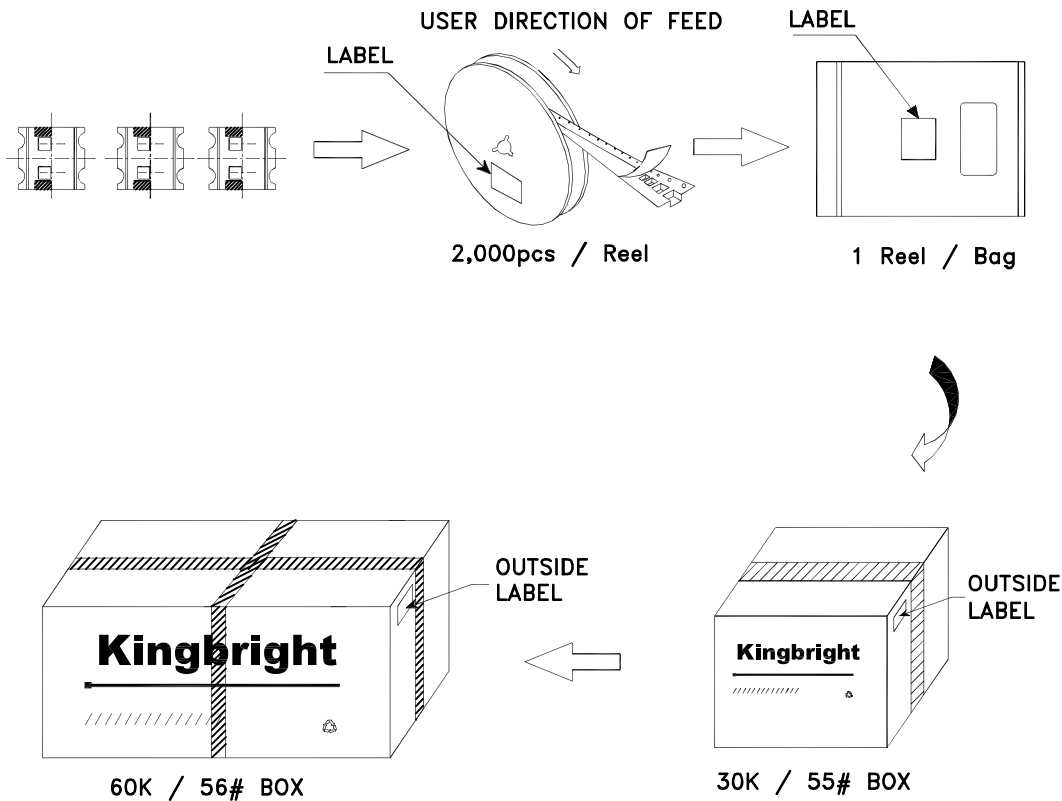 USER DIRECTION OF FEED
LABEL
LABEL
2,000pcs / Reel
1 Reel / Bag
OUTSIDE
LABEL
OUTSIDE
LABEL
Kingbright
Kingbright
60K / 56# BOX
30K / 55# BOX